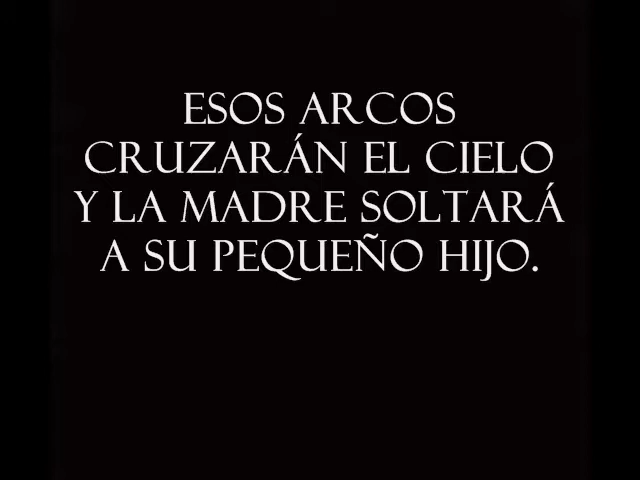 ESOS ARCOS
CRUZARÁN EL CIELO
Y LA MADRE SOLTARÁ
A SU PEQUEÑO HIJO.